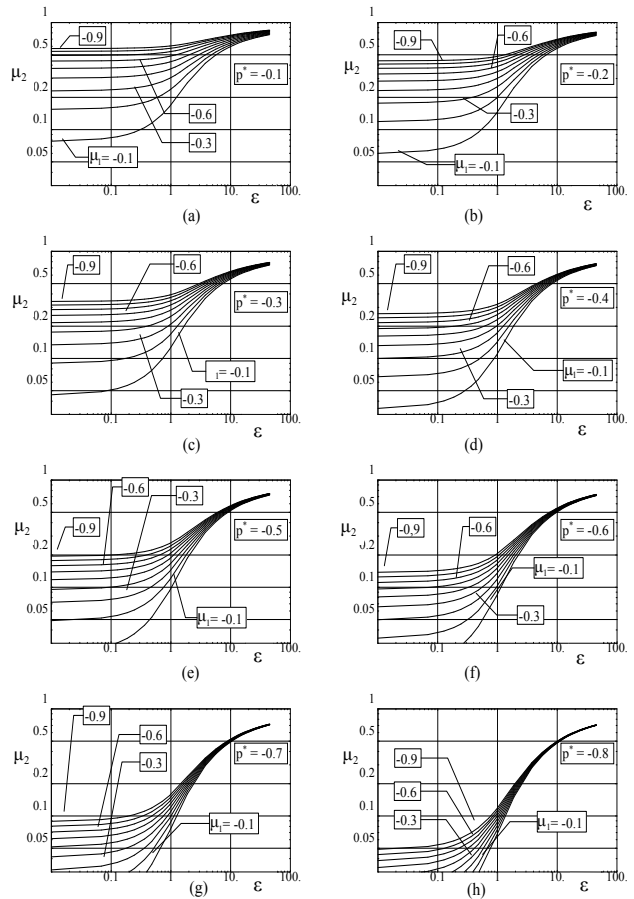 1 1
0.5 -0.9 0.5 -0.6
-0.9
μ₂ p* = -0.1 μ₂ p* = -0.2
0.2 0.2
-0.6 -0.3
0.1 0.1
-0.3
0.05 μ₁= -0.1 0.05 μ₁= -0.1
0.1 1 10. 100. 0.1 1 10. 100.
(a) ε (b) ε
1 1
0.5 -0.9 -0.6 0.5 -0.9 -0.6
μ₂ p* = -0.3 μ₂ p* = -0.4
0.2 0.2
0.1 0.1
₁= -0.1 μ₁= -0.1
0.05 -0.3 0.05 -0.3
0.1 1 10. 100. 0.1 1 10. 100.
(c) ε (d) ε
1 1
0.5 -0.6 -0.3 0.5
-0.9 p* = -0.5 -0,9 -0.6 p* = -0.6
μ₂ μ₂
0.2 0.2
μ₁= -0.1
0.1 0.1
0.05 μ₁= -0.1 0.05 -0.3
0.1 1 10. 100. 0.1 1 10. 100.
(e) ε (f) ε
1 1
0.5 -0.9 0.5
-0.6 p* = -0.7 -0.9 p* = -0.8
μ₂ μ₂
0.2 -0.3 0.2 -0.6
0.1 0.1 -0.3 μ₁= -0.1
μ₁= -0.1
0.05 0.05
0.1 1 10. 100. 0.1 1 10. 100.
(g) ε (h) ε